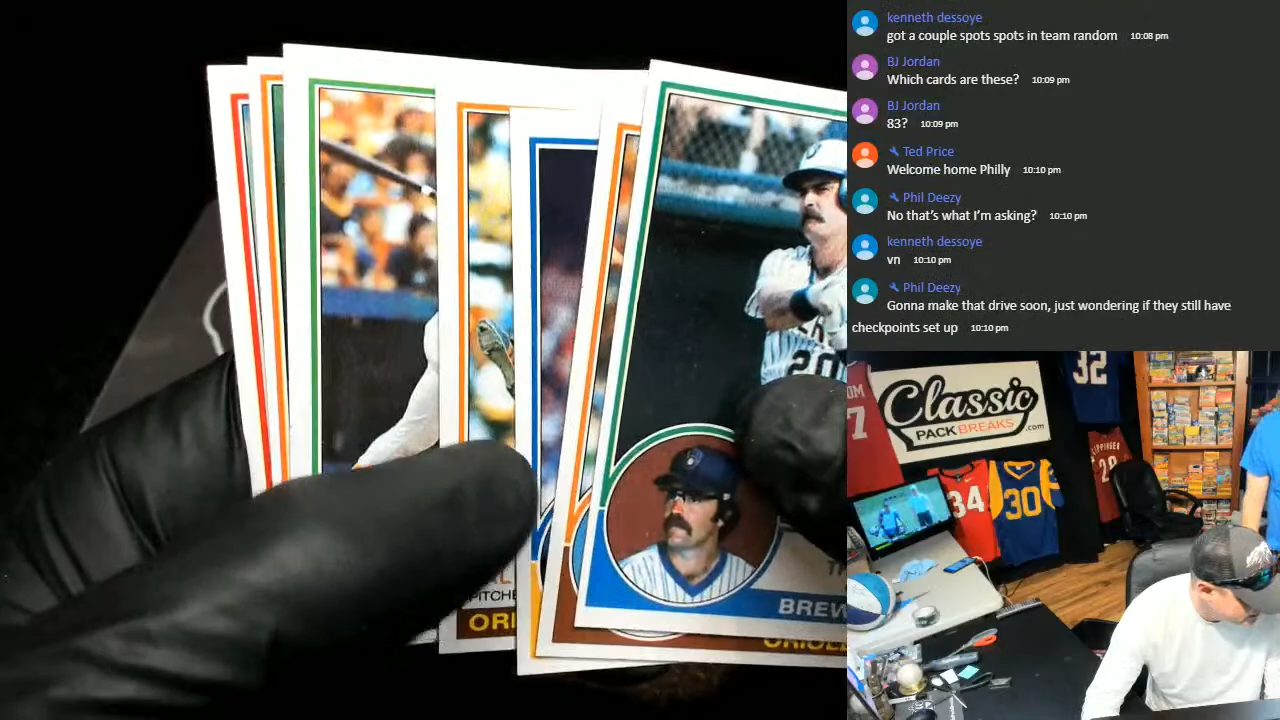 kenneth dessoye
got a couple spots spots in team random 10:08 pm
BJ Jordan
Which cards are these? 10:09 pm
BJ Jordan
83? 10:09 pm
Ted Price
Welcome home Philly 10:10 pm
Phil Deezy
No that's what I'm asking? 10:10 pm
kenneth dessoye
vn 10:10 pm
Phil Deezy
Gonna make that drive soon, just wondering if they still have
checkpoints set up 10:10 pm
20
BREW
ORI
Classic
PACKBREAKS.com
32
7
34
30